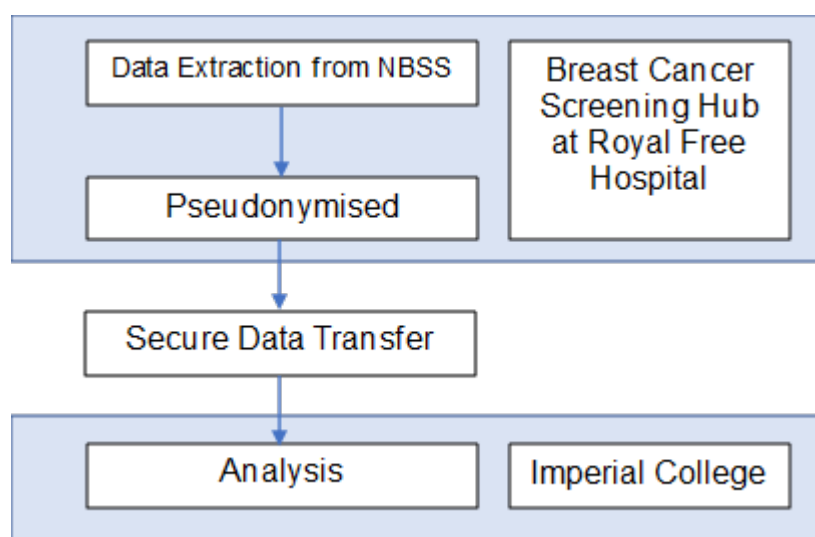 Data Extraction from NBSS
Breast Cancer
Screening Hub
at Royal Free
Hospital
Pseudonymised
Secure Data Transfer
Analysis
Imperial College